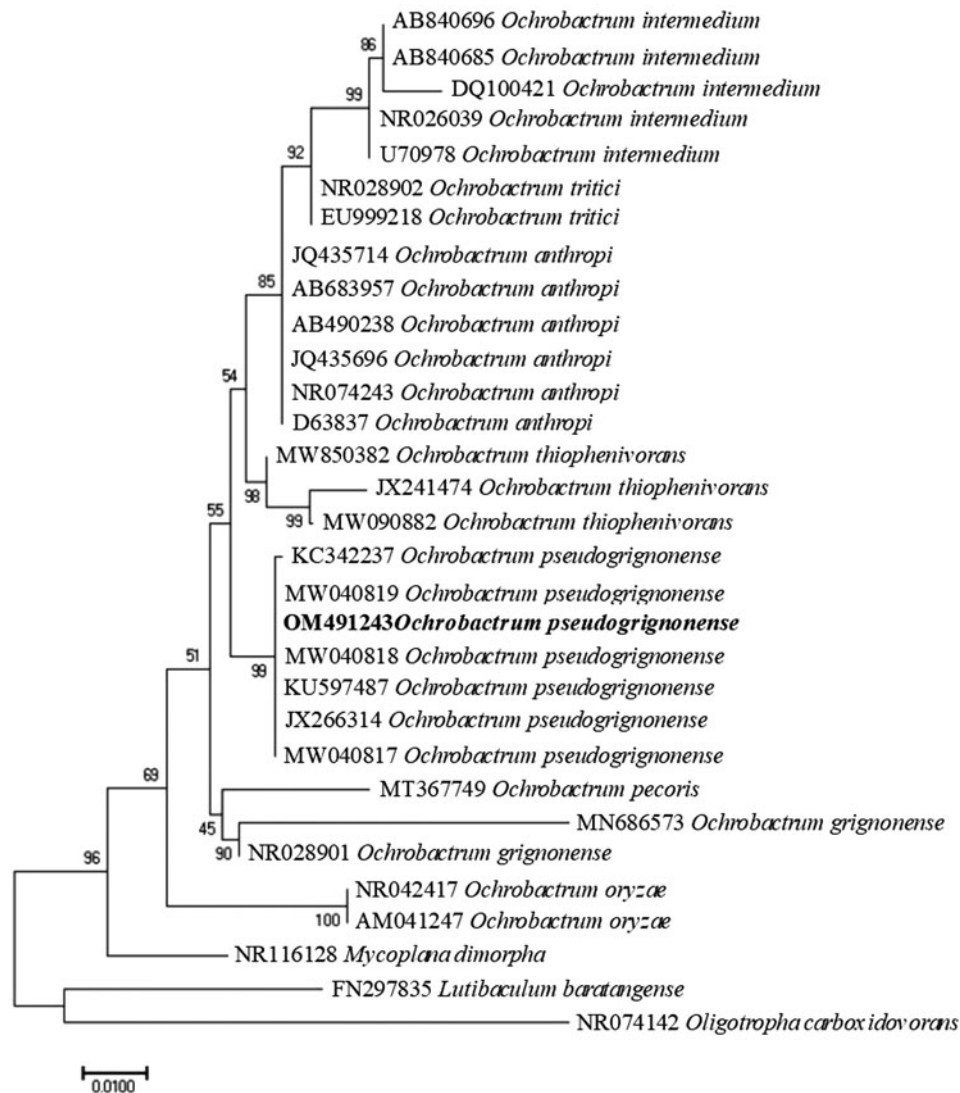 AB840696 Ochrobactrum intermedium
86
AB840685 Ochrobactrum intermedium
DQ100421 Ochrobactrum intermedium
99
NR026039 Ochrobactrum intermedium
U70978 Ochrobactrum intermedium
92
NR028902 Ochrobactrum tritici
EU999218 Ochrobactrum tritici
JQ435714 Ochrobactrum anthropi
85
AB683957 Ochrobactrum anthropi
AB490238 Ochrobactrum anthropi
JQ435696 Ochrobactrum anthropi
54
NR074243 Ochrobactrum anthropi
D63837 Ochrobactrum anthropi
MW850382 Ochrobactrum thiophenivorans
98
JX241474 Ochrobactrum thiophenivorans
55
99
MW090882 Ochrobactrum thiophenivorans
KC342237 Ochrobactrum pseudogrignonense
MW040819 Ochrobactrum pseudogrignonense
OM491243Ochrobactrum pseudogrignonense
51
MW040818 Ochrobactrum pseudogrignonense
99
KU597487 Ochrobactrum pseudogrignonense
JX266314 Ochrobactrum pseudogrignonense
MW040817 Ochrobactrum pseudogrignonense
69
MT367749 Ochrobactrum pecoris
45
MN686573 Ochrobactrum grignonense
90
NR028901 Ochrobactrum grignonense
96
NR042417 Ochrobactrum oryzae
100
AM041247 Ochrobactrum oryzae
NR116128 Mycoplana dimorpha
FN297835 Lutibaculum baratangense
NR074142 Oligotropha carboxidovorans
0.0100